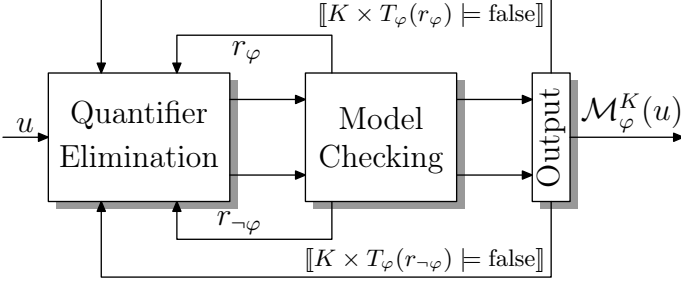 ⟦K × T_φ(r_φ) ⊨ false⟧
r_φ
u
Quantifier
Elimination
Model
Checking
Output
M_φ^K(u)
r_¬φ
⟦K × T_φ(r_¬φ) ⊨ false⟧